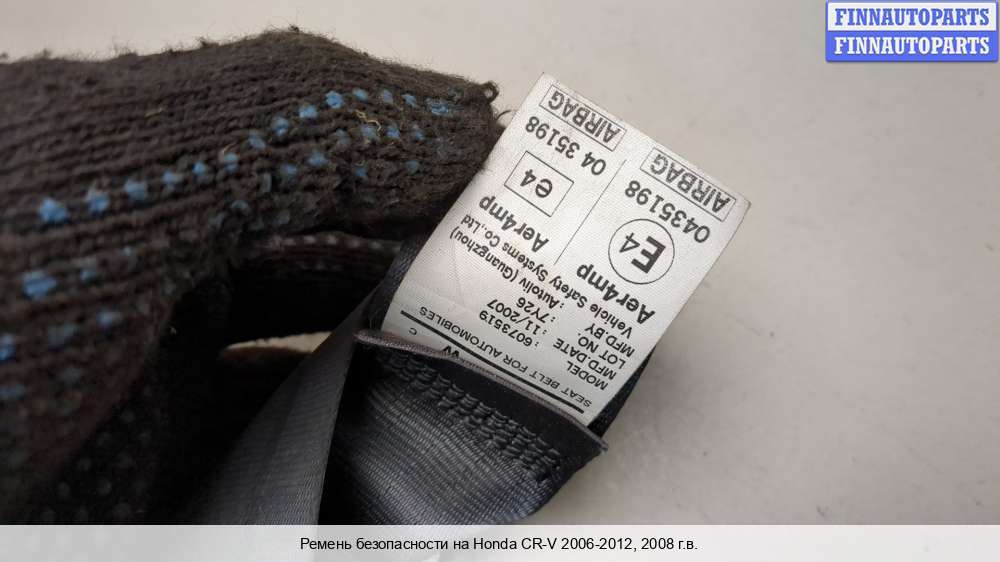 FINNAUTOPARTS
FINNAUTOPARTS
SEAT BELT FOR AUTOMOBILES
MODEL : 6073519
MFD.DATE : 11/2007
LOT NO : 7Y26
MFD.BY : Autoliv (Guangzhou)
Vehicle Safety Systems Co.,Ltd
Aer4mp Aer4mp
E4 e4
0435198 04 35198
AIRBAG AIRBAG
Ремень безопасности на Honda CR-V 2006-2012, 2008 г.в.